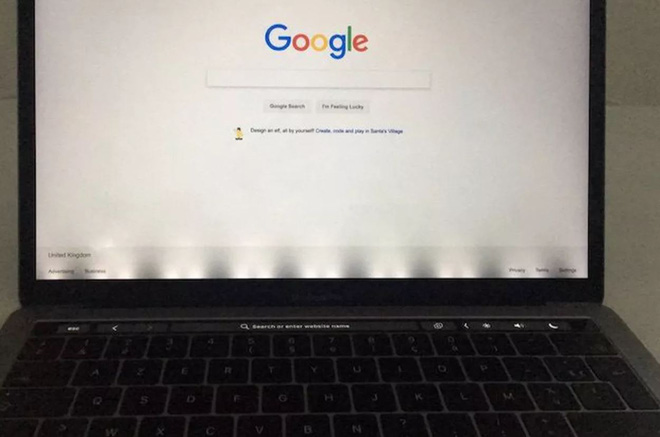 Google
Google Search I'm Feeling Lucky
Design an elf, all by yourself! Create, code and play in Santa's Village
United Kingdom
Advertising Business Privacy Terms Settings
esc Search or enter website name
A Z E R T Y U I O P
Q S D F G H J K L M
W X C V B N